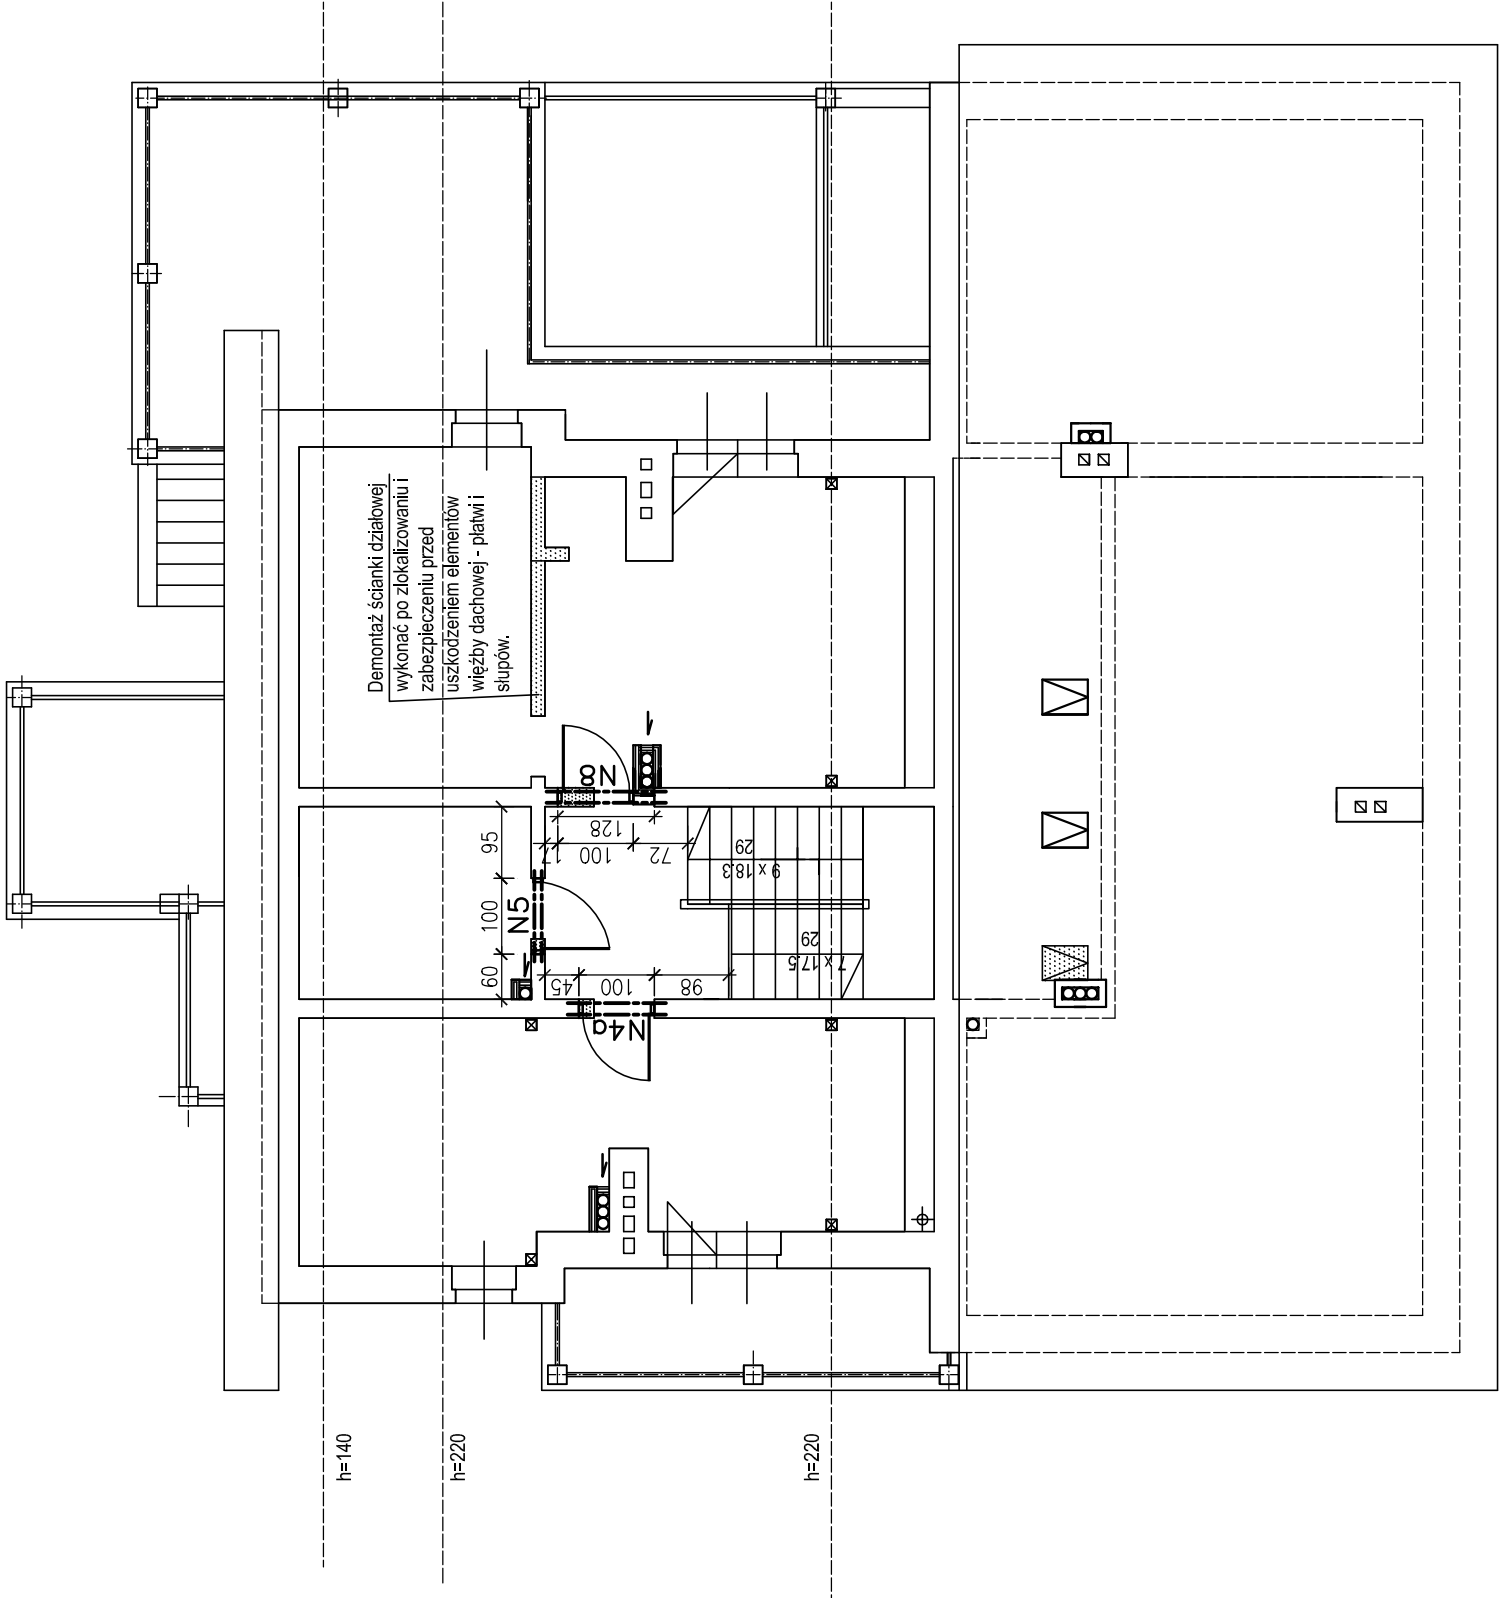 Demontaż ścianki działowej
wykonać po zlokalizowaniu i
zabezpieczeniu przed
uszkodzeniem elementów
więźby dachowej - płatwi i
słupów.
N8
128
17
100
72
95
100
60
N5
29
9 x 18.3
29
7 x 17.5
45
100
98
N4a
h=140
h=220
h=220